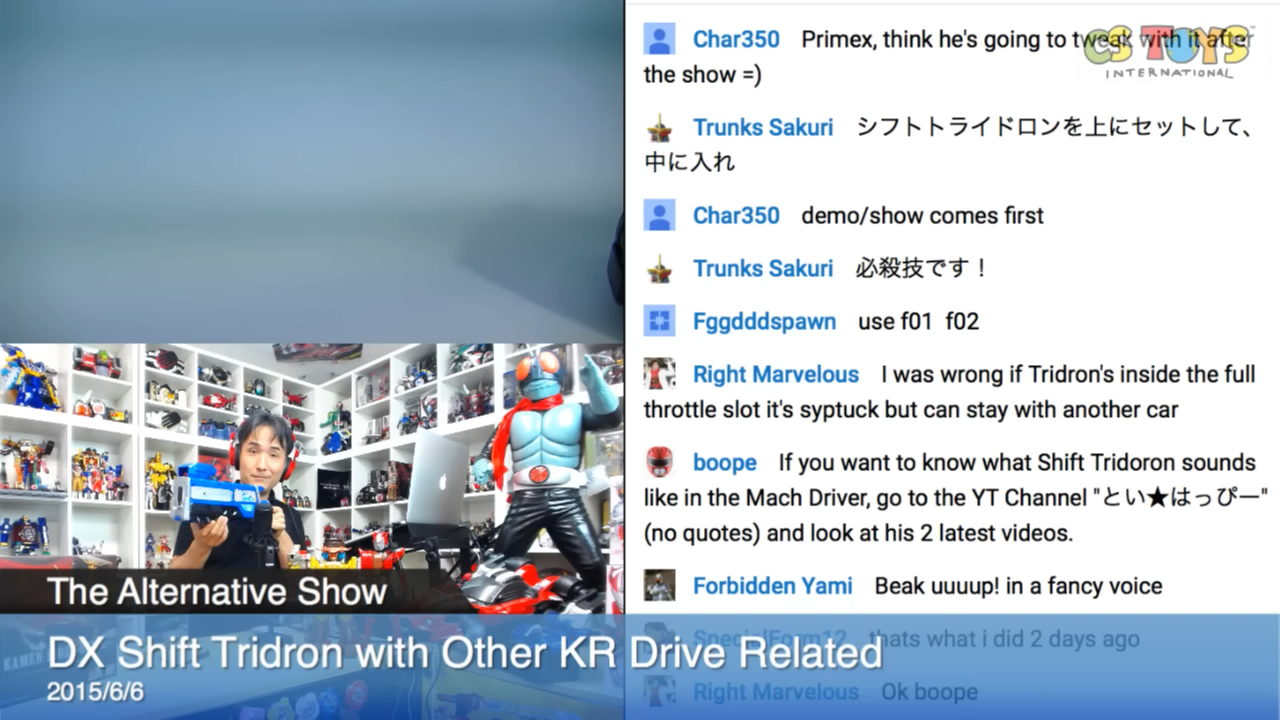 Char350 Primex, think he's going to tweak with it after
the show =)
CS TOYS
INTERNATIONAL
Trunks Sakuri シフトトライドロンを上にセットして、
中に入れ
Char350 demo/show comes first
Trunks Sakuri 必殺技です！
Fggdddspawn use f01 f02
Right Marvelous I was wrong if Tridron's inside the full
throttle slot it's syptuck but can stay with another car
boope If you want to know what Shift Tridoron sounds
like in the Mach Driver, go to the YT Channel "とい★はっぴー"
(no quotes) and look at his 2 latest videos.
Forbidden Yami Beak uuuup! in a fancy voice
SpecialForm12 thats what i did 2 days ago
Right Marvelous Ok boope
The Alternative Show
DX Shift Tridron with Other KR Drive Related
2015/6/6
KAMEN